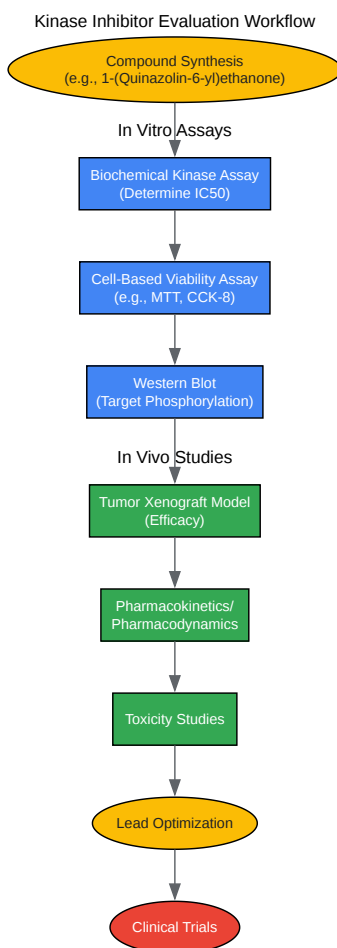 Kinase Inhibitor Evaluation Workflow
Compound Synthesis
(e.g., 1-(Quinazolin-6-yl)ethanone)
In Vitro Assays
Biochemical Kinase Assay
(Determine IC50)
Cell-Based Viability Assay
(e.g., MTT, CCK-8)
Western Blot
(Target Phosphorylation)
In Vivo Studies
Tumor Xenograft Model
(Efficacy)
Pharmacokinetics/
Pharmacodynamics
Toxicity Studies
Lead Optimization
Clinical Trials